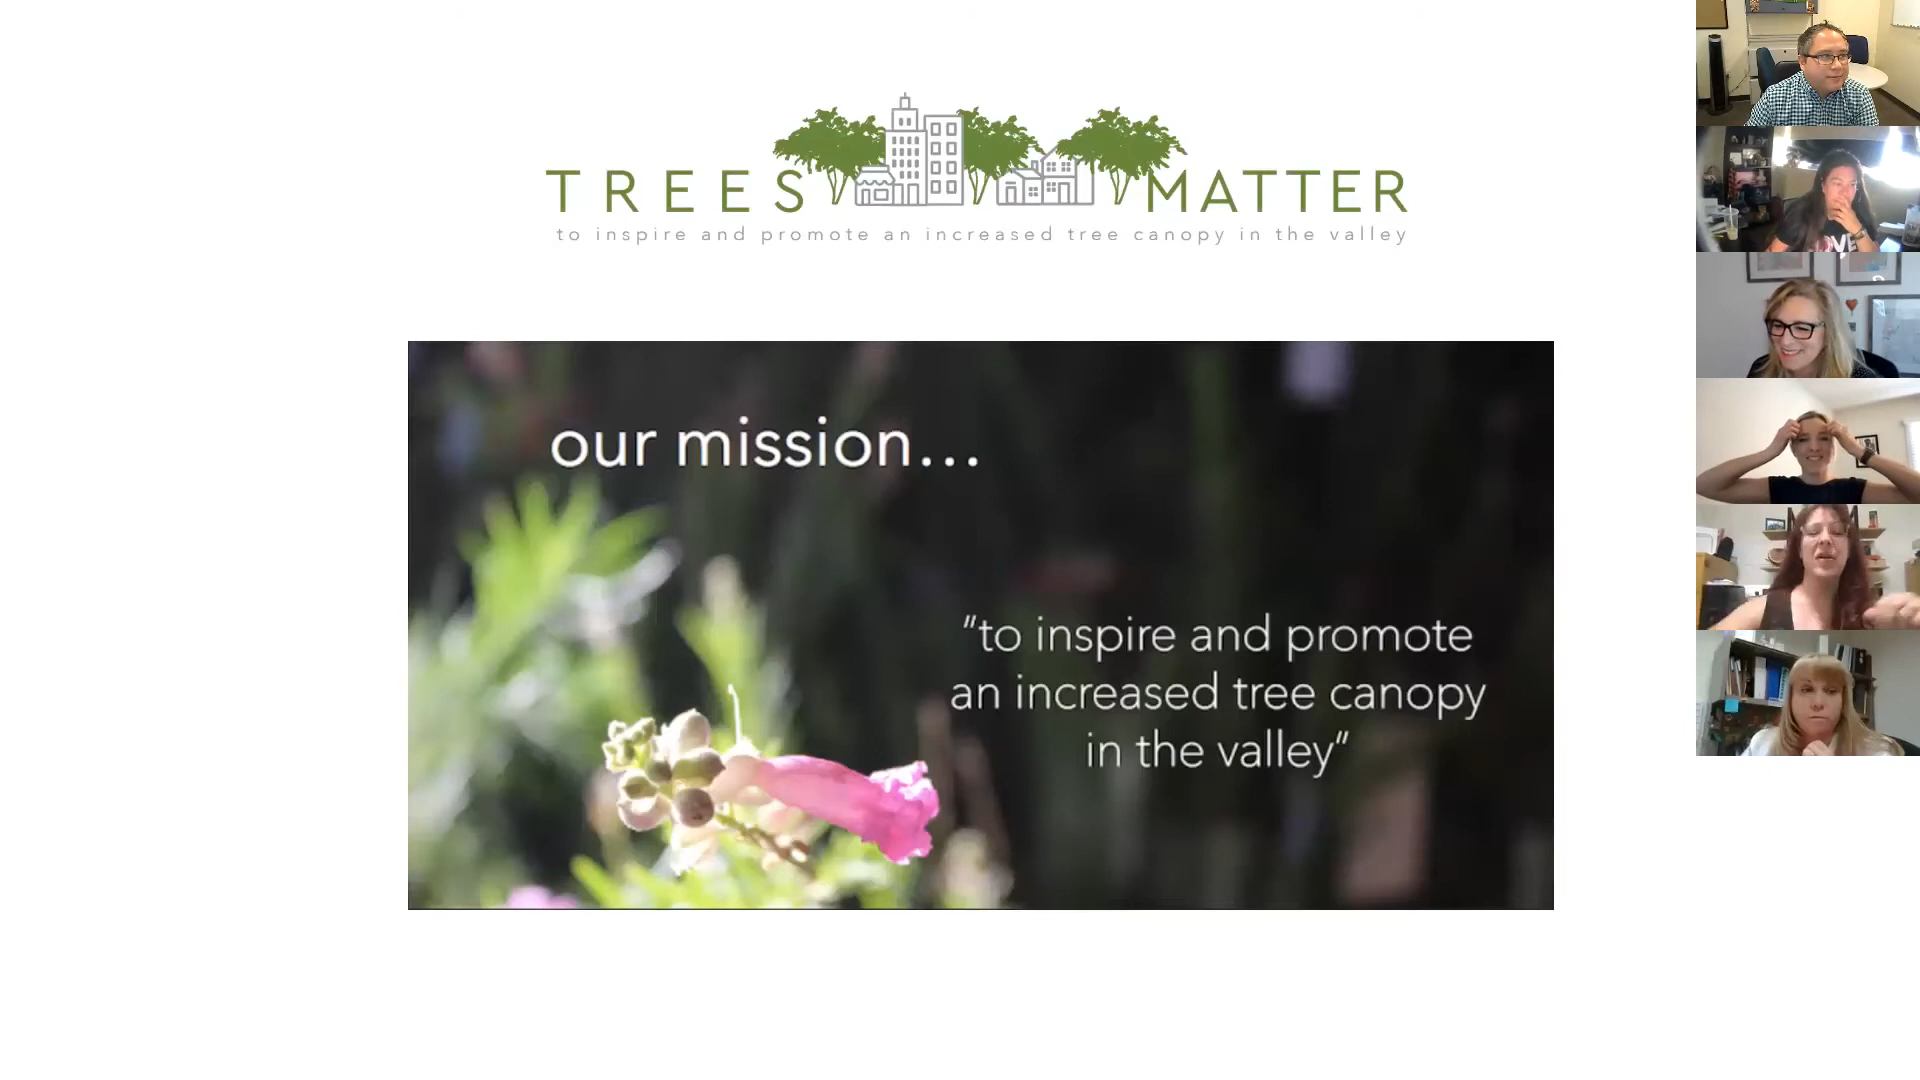 TREES MATTER
to inspire and promote an increased tree canopy in the valley
our mission...
"to inspire and promote
an increased tree canopy
in the valley"